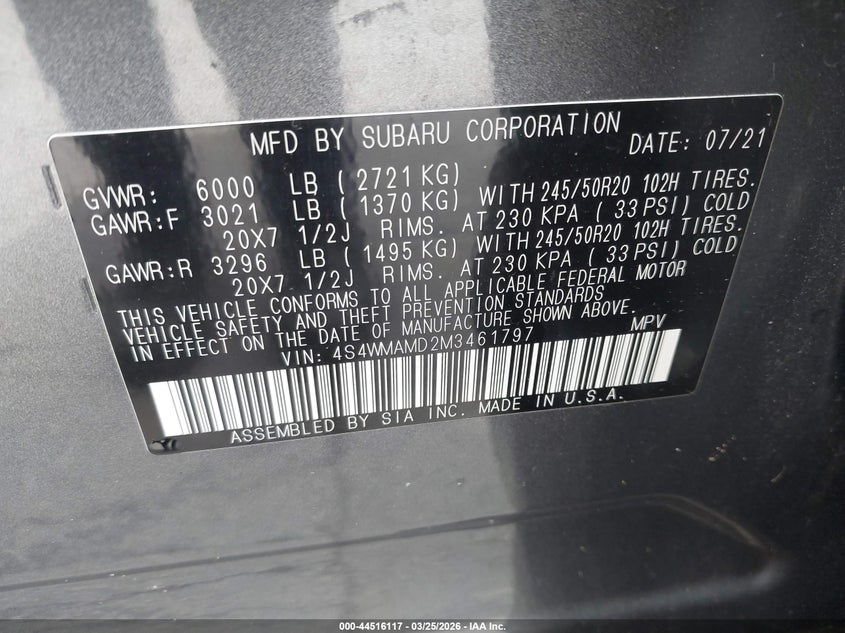 MFD BY SUBARU CORPORATION DATE: 07/21
GVWR: 6000 LB ( 2721 KG)
GAWR:F 3021 LB ( 1370 KG) WITH 245/50R20 102H TIRES.
20X7 1/2J RIMS. AT 230 KPA ( 33 PSI) COLD
GAWR:R 3296 LB ( 1495 KG) WITH 245/50R20 102H TIRES.
20X7 1/2J RIMS. AT 230 KPA ( 33 PSI) COLD
THIS VEHICLE CONFORMS TO ALL APPLICABLE FEDERAL MOTOR
VEHICLE SAFETY AND THEFT PREVENTION STANDARDS
IN EFFECT ON THE DATE OF MANUFACTURE SHOWN ABOVE.
VIN: 4S4WMAMD2M3461797 MPV
ASSEMBLED BY SIA INC. MADE IN U.S.A.
000-44516117 - 03/25/2026 - IAA Inc.